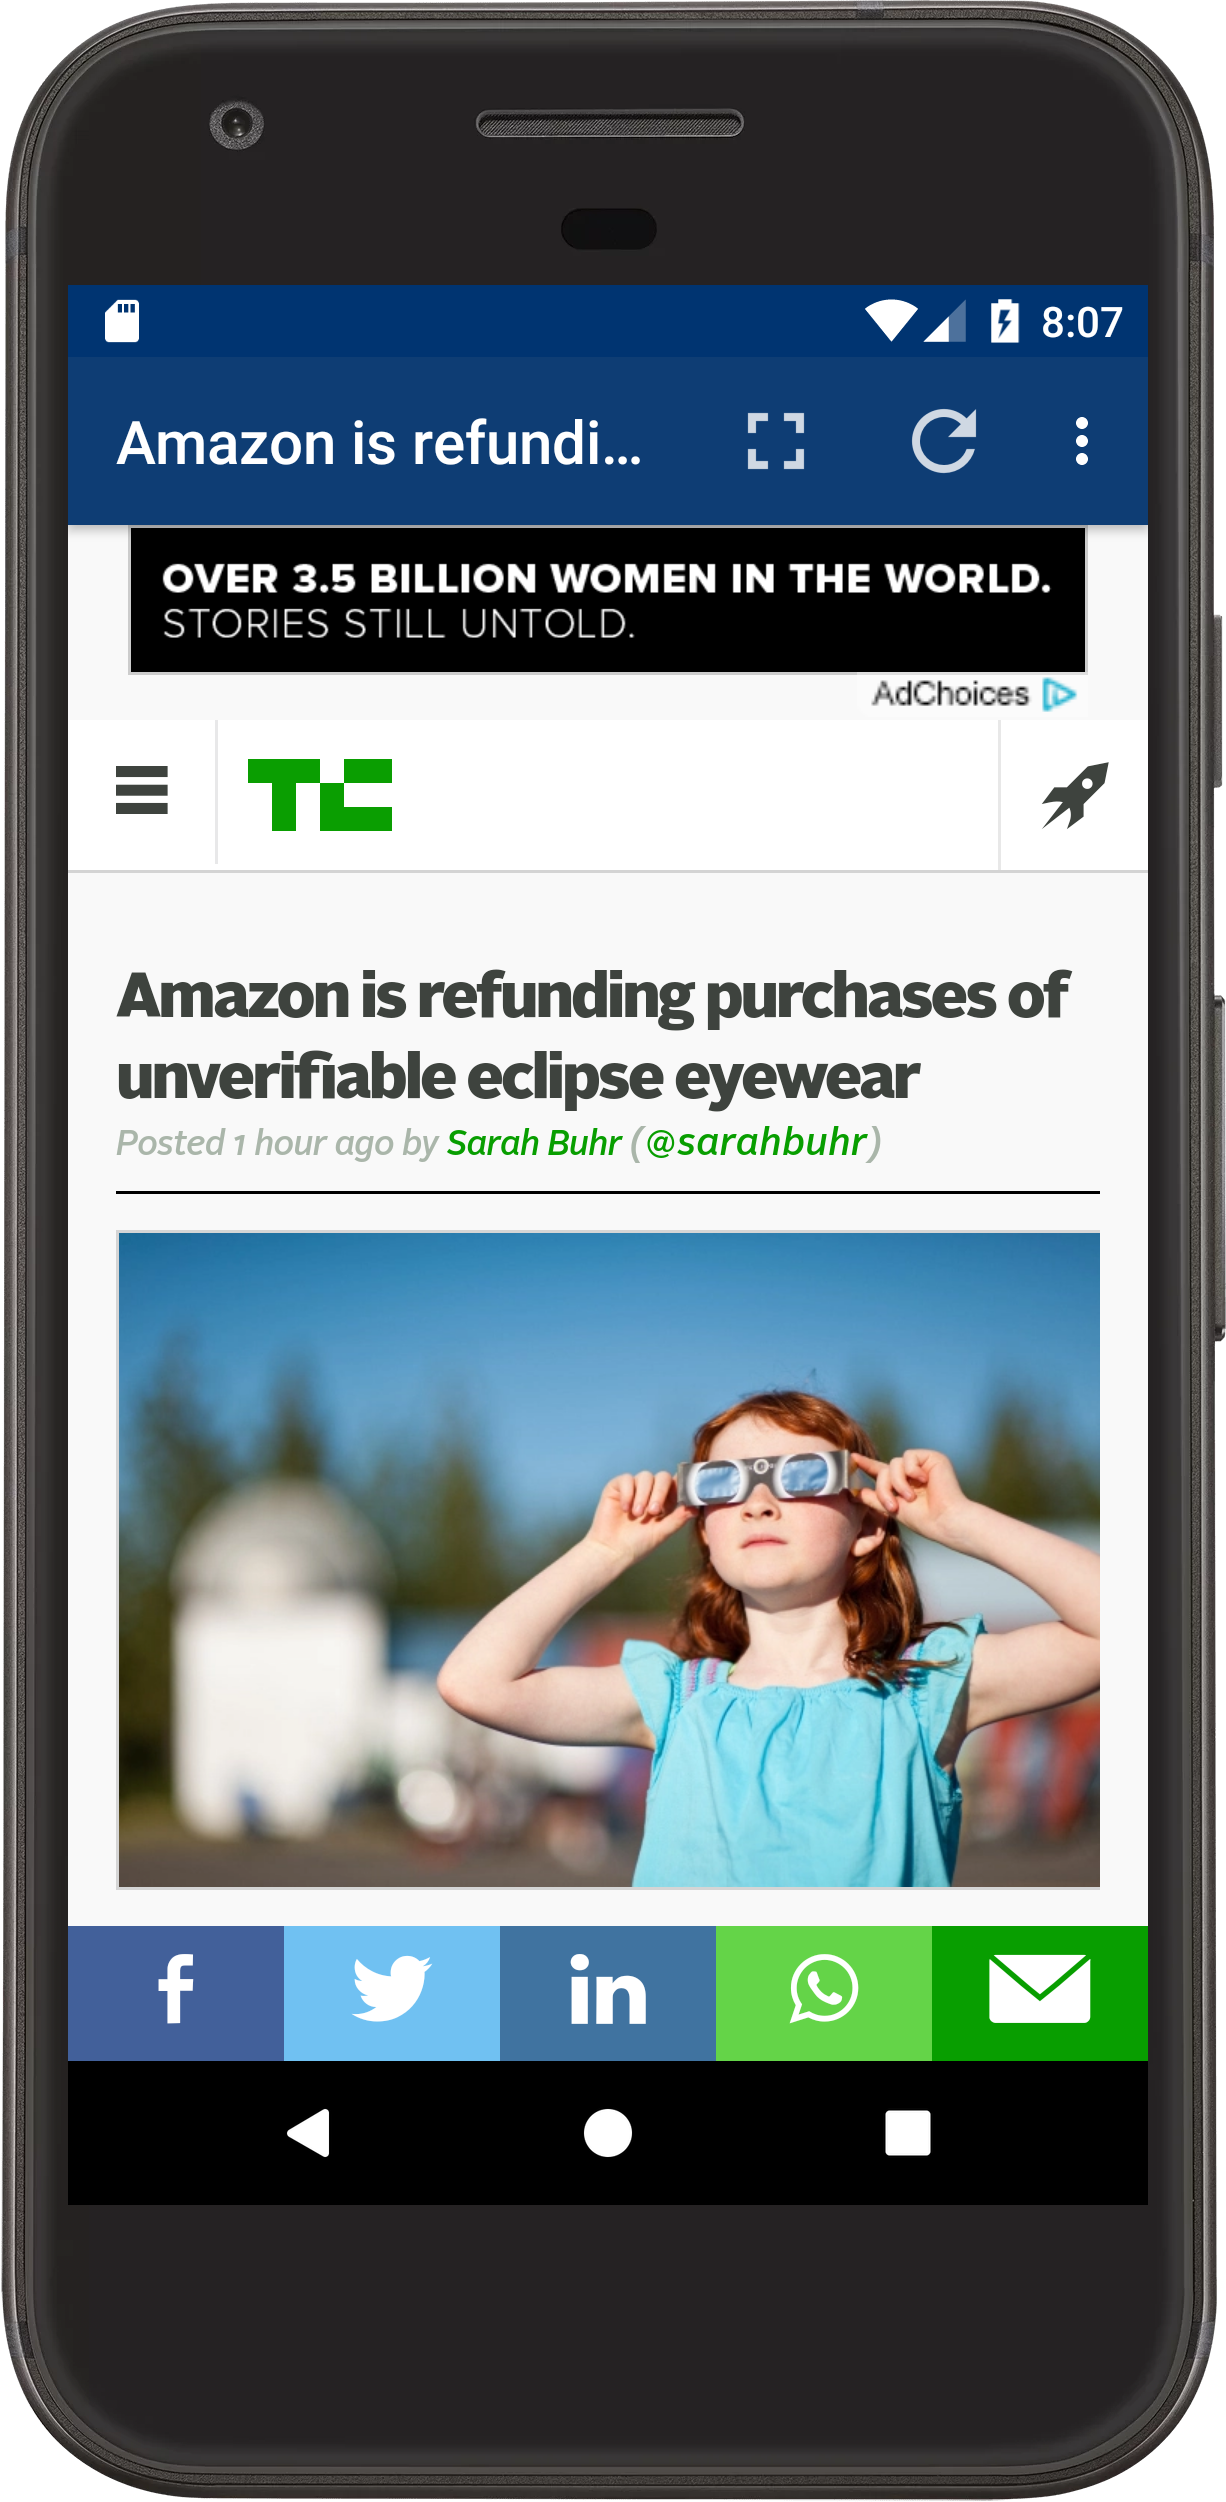 8:07
Amazon is refundi...
OVER 3.5 BILLION WOMEN IN THE WORLD.
STORIES STILL UNTOLD.
AdChoices
TC
Amazon is refunding purchases of
unverifiable eclipse eyewear
Posted 1 hour ago by Sarah Buhr (@sarahbuhr)
f
in